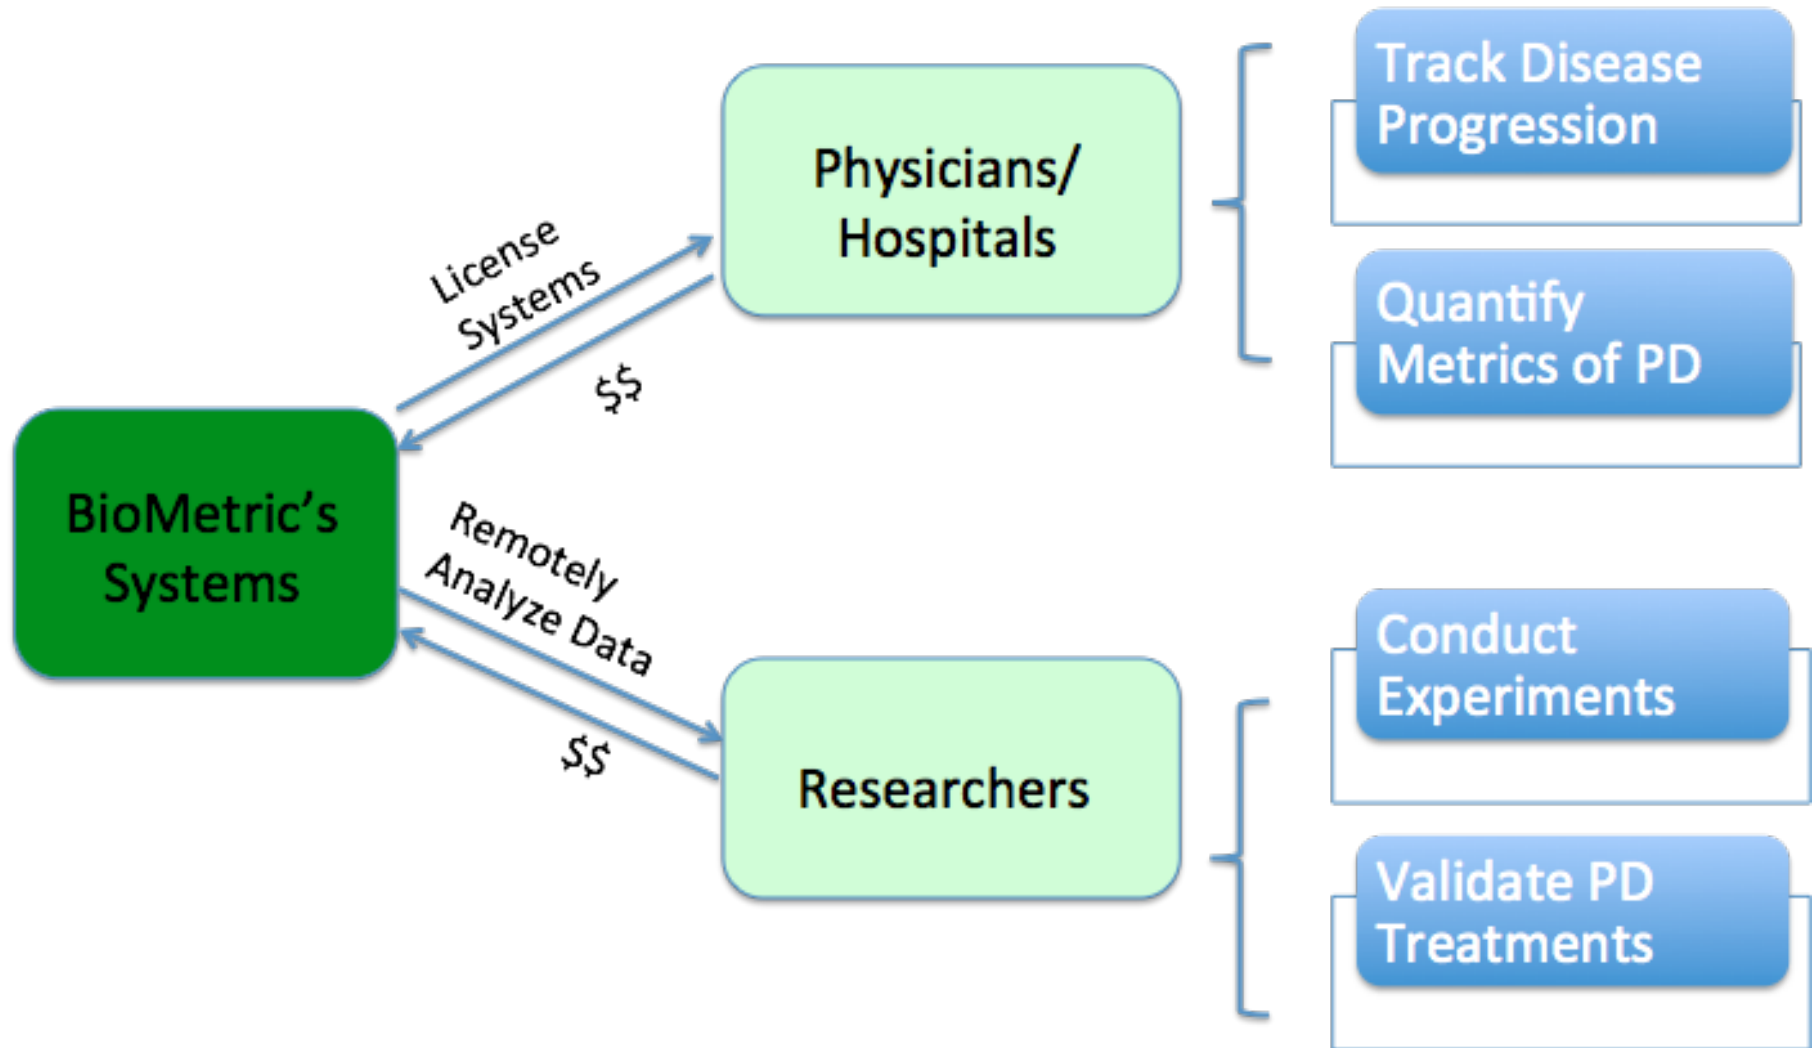 BioMetric’s
Systems
License
Systems
$$
Remotely
Analyze Data
$$
Physicians/
Hospitals
Track Disease
Progression
Quantify
Metrics of PD
Researchers
Conduct
Experiments
Validate PD
Treatments